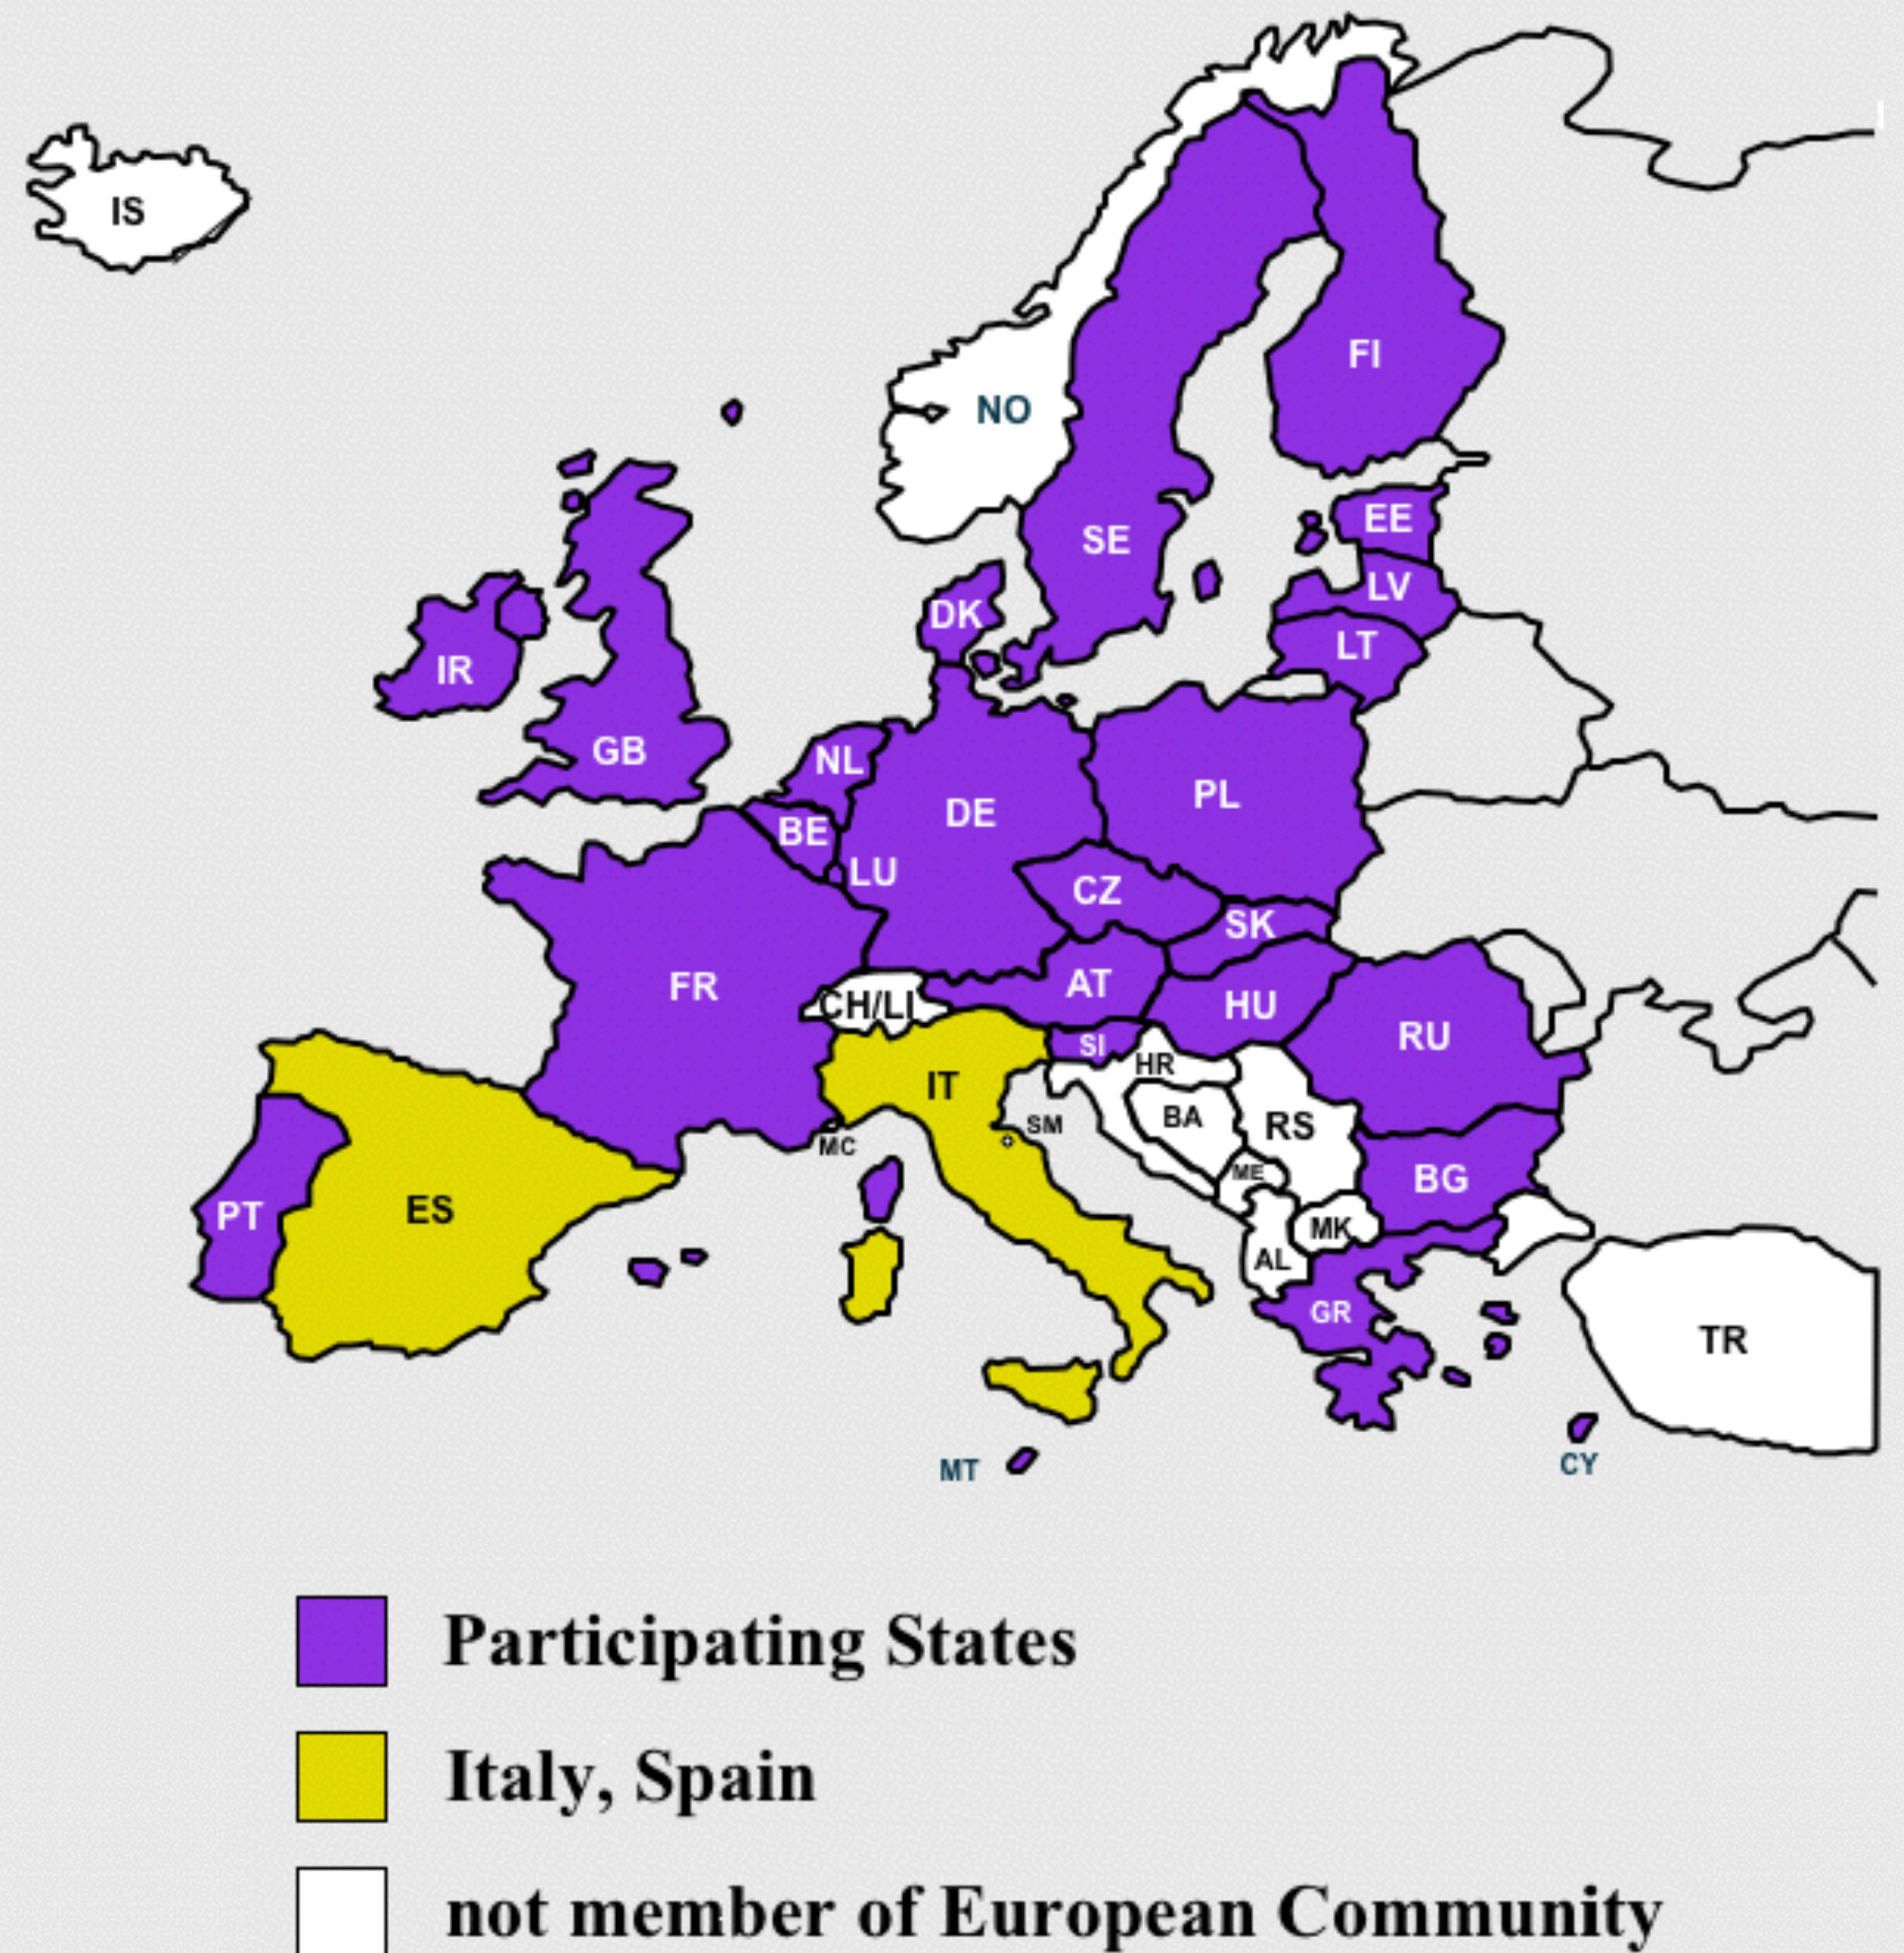 IS
NO
FI
SE
EE
LV
LT
DK
IR
GB
NL
DE
PL
BE
LU
CZ
SK
FR
AT
CH/LI
HU
RU
SI
HR
IT
BA
RS
SM
MC
ME
BG
PT
ES
MK
AL
GR
TR
MT
CY
Participating States
Italy, Spain
not member of European Community